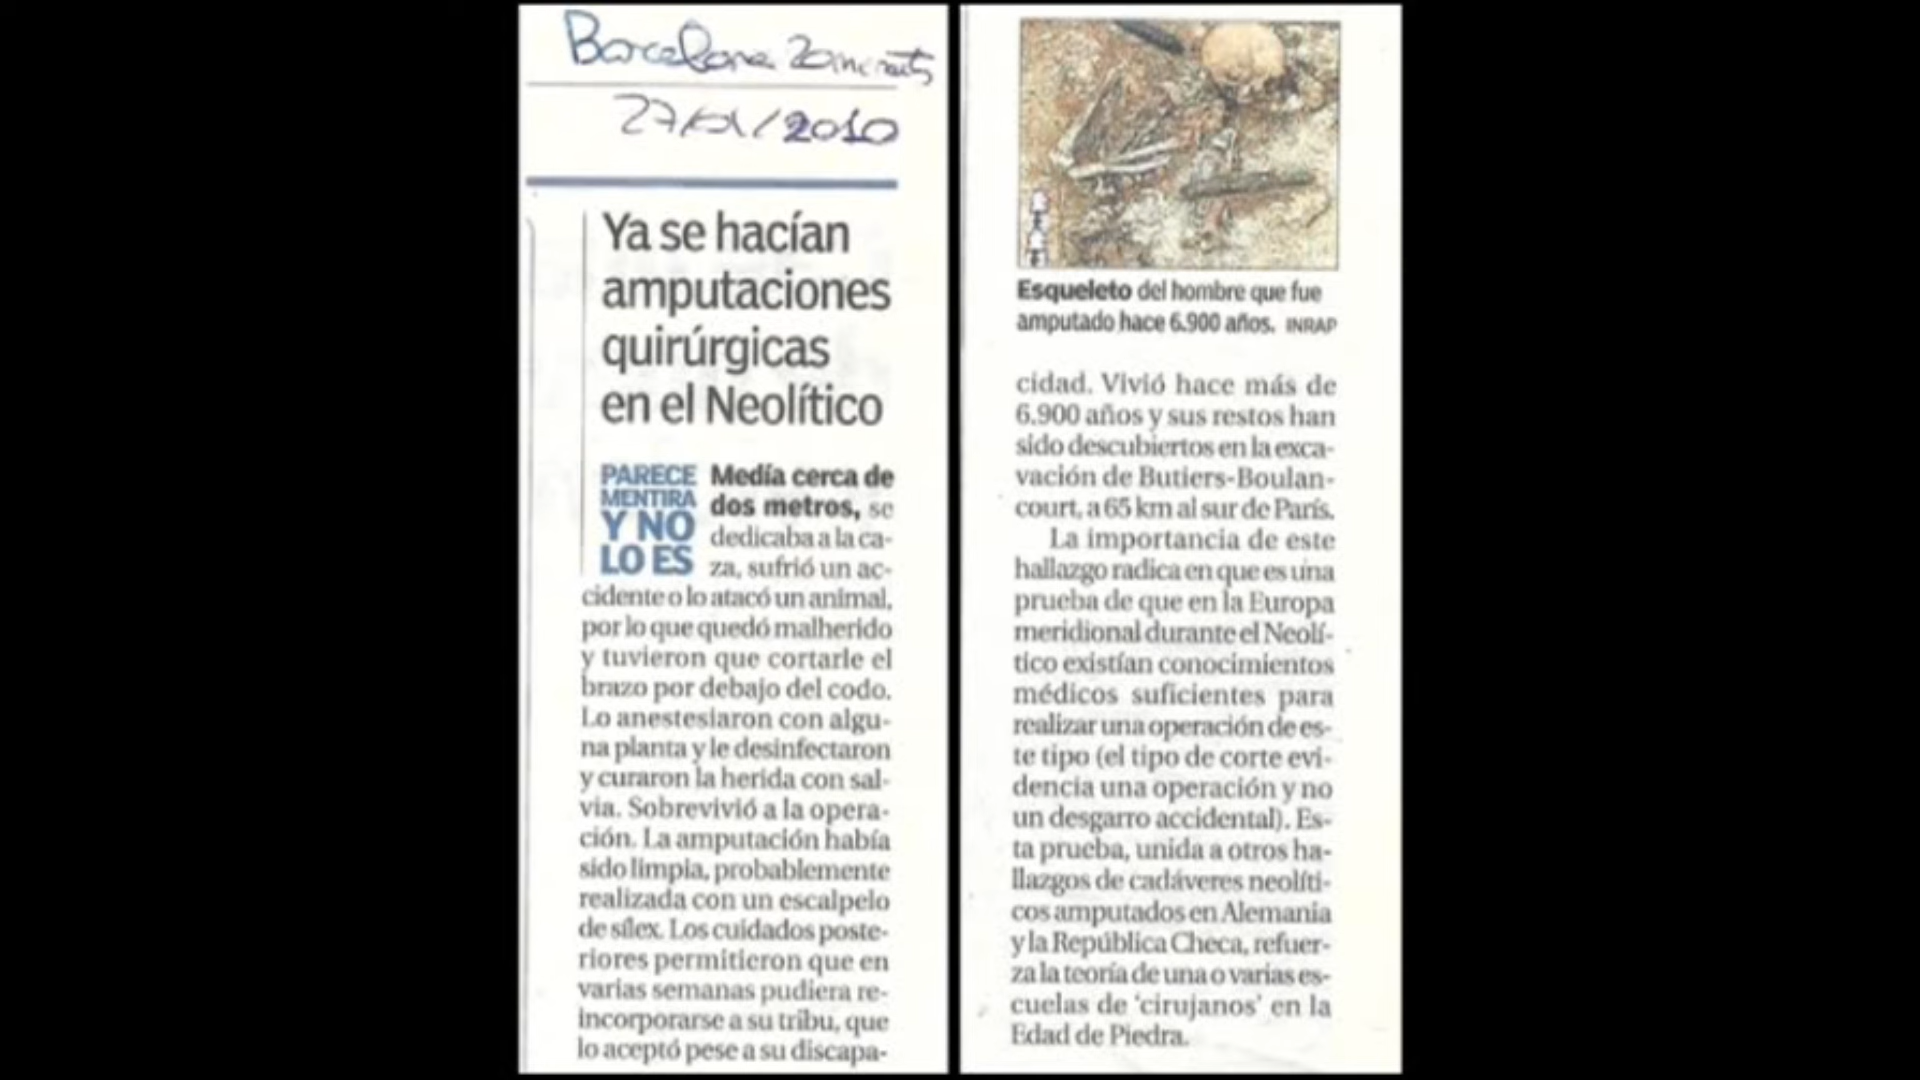 Barcelona 20minuts
27/01/2010
Ya se hacían
amputaciones
quirúrgicas
en el Neolítico
PARECE
MENTIRA
Y NO
LO ES
Medía cerca de
dos metros, se
dedicaba a la ca-
za, sufrió un ac-
cidente o lo atacó un animal,
por lo que quedó malherido
y tuvieron que cortarle el
brazo por debajo del codo.
Lo anestesiaron con algu-
na planta y le desinfectaron
y curaron la herida con sal-
via. Sobrevivió a la opera-
ción. La amputación había
sido limpia, probablemente
realizada con un escalpelo
de sílex. Los cuidados poste-
riores permitieron que en
varias semanas pudiera re-
incorporarse a su tribu, que
lo aceptó pese a su discapa-
Esqueleto del hombre que fue
amputado hace 6.900 años. INRAP
cidad. Vivió hace más de
6.900 años y sus restos han
sido descubiertos en la exca-
vación de Butiers-Boulan-
court, a 65 km al sur de París.
La importancia de este
hallazgo radica en que es una
prueba de que en la Europa
meridional durante el Neolí-
tico existían conocimientos
médicos suficientes para
realizar una operación de es-
te tipo (el tipo de corte evi-
dencia una operación y no
un desgarro accidental). Es-
ta prueba, unida a otros ha-
llazgos de cadáveres neolíti-
cos amputados en Alemania
y la República Checa, refuer-
za la teoría de una o varias es-
cuelas de 'cirujanos' en la
Edad de Piedra.